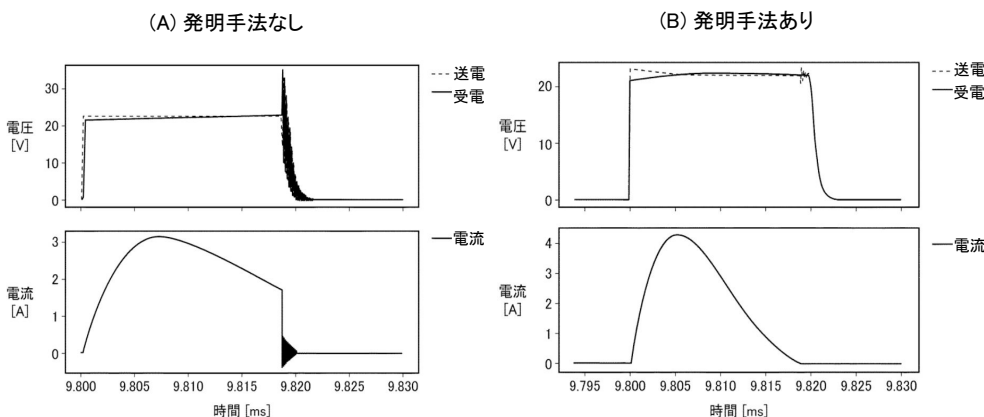 (A) 発明手法なし
(B) 発明手法あり
30
20
10
0
電圧
[V]
送電
受電
3
2
1
0
電流
[A]
電流
9.800 9.805 9.810 9.815 9.820 9.825 9.830
時間 [ms]
20
10
0
電圧
[V]
送電
受電
4
3
2
1
0
電流
[A]
電流
9.795 9.800 9.805 9.810 9.815 9.820 9.825 9.830
時間 [ms]